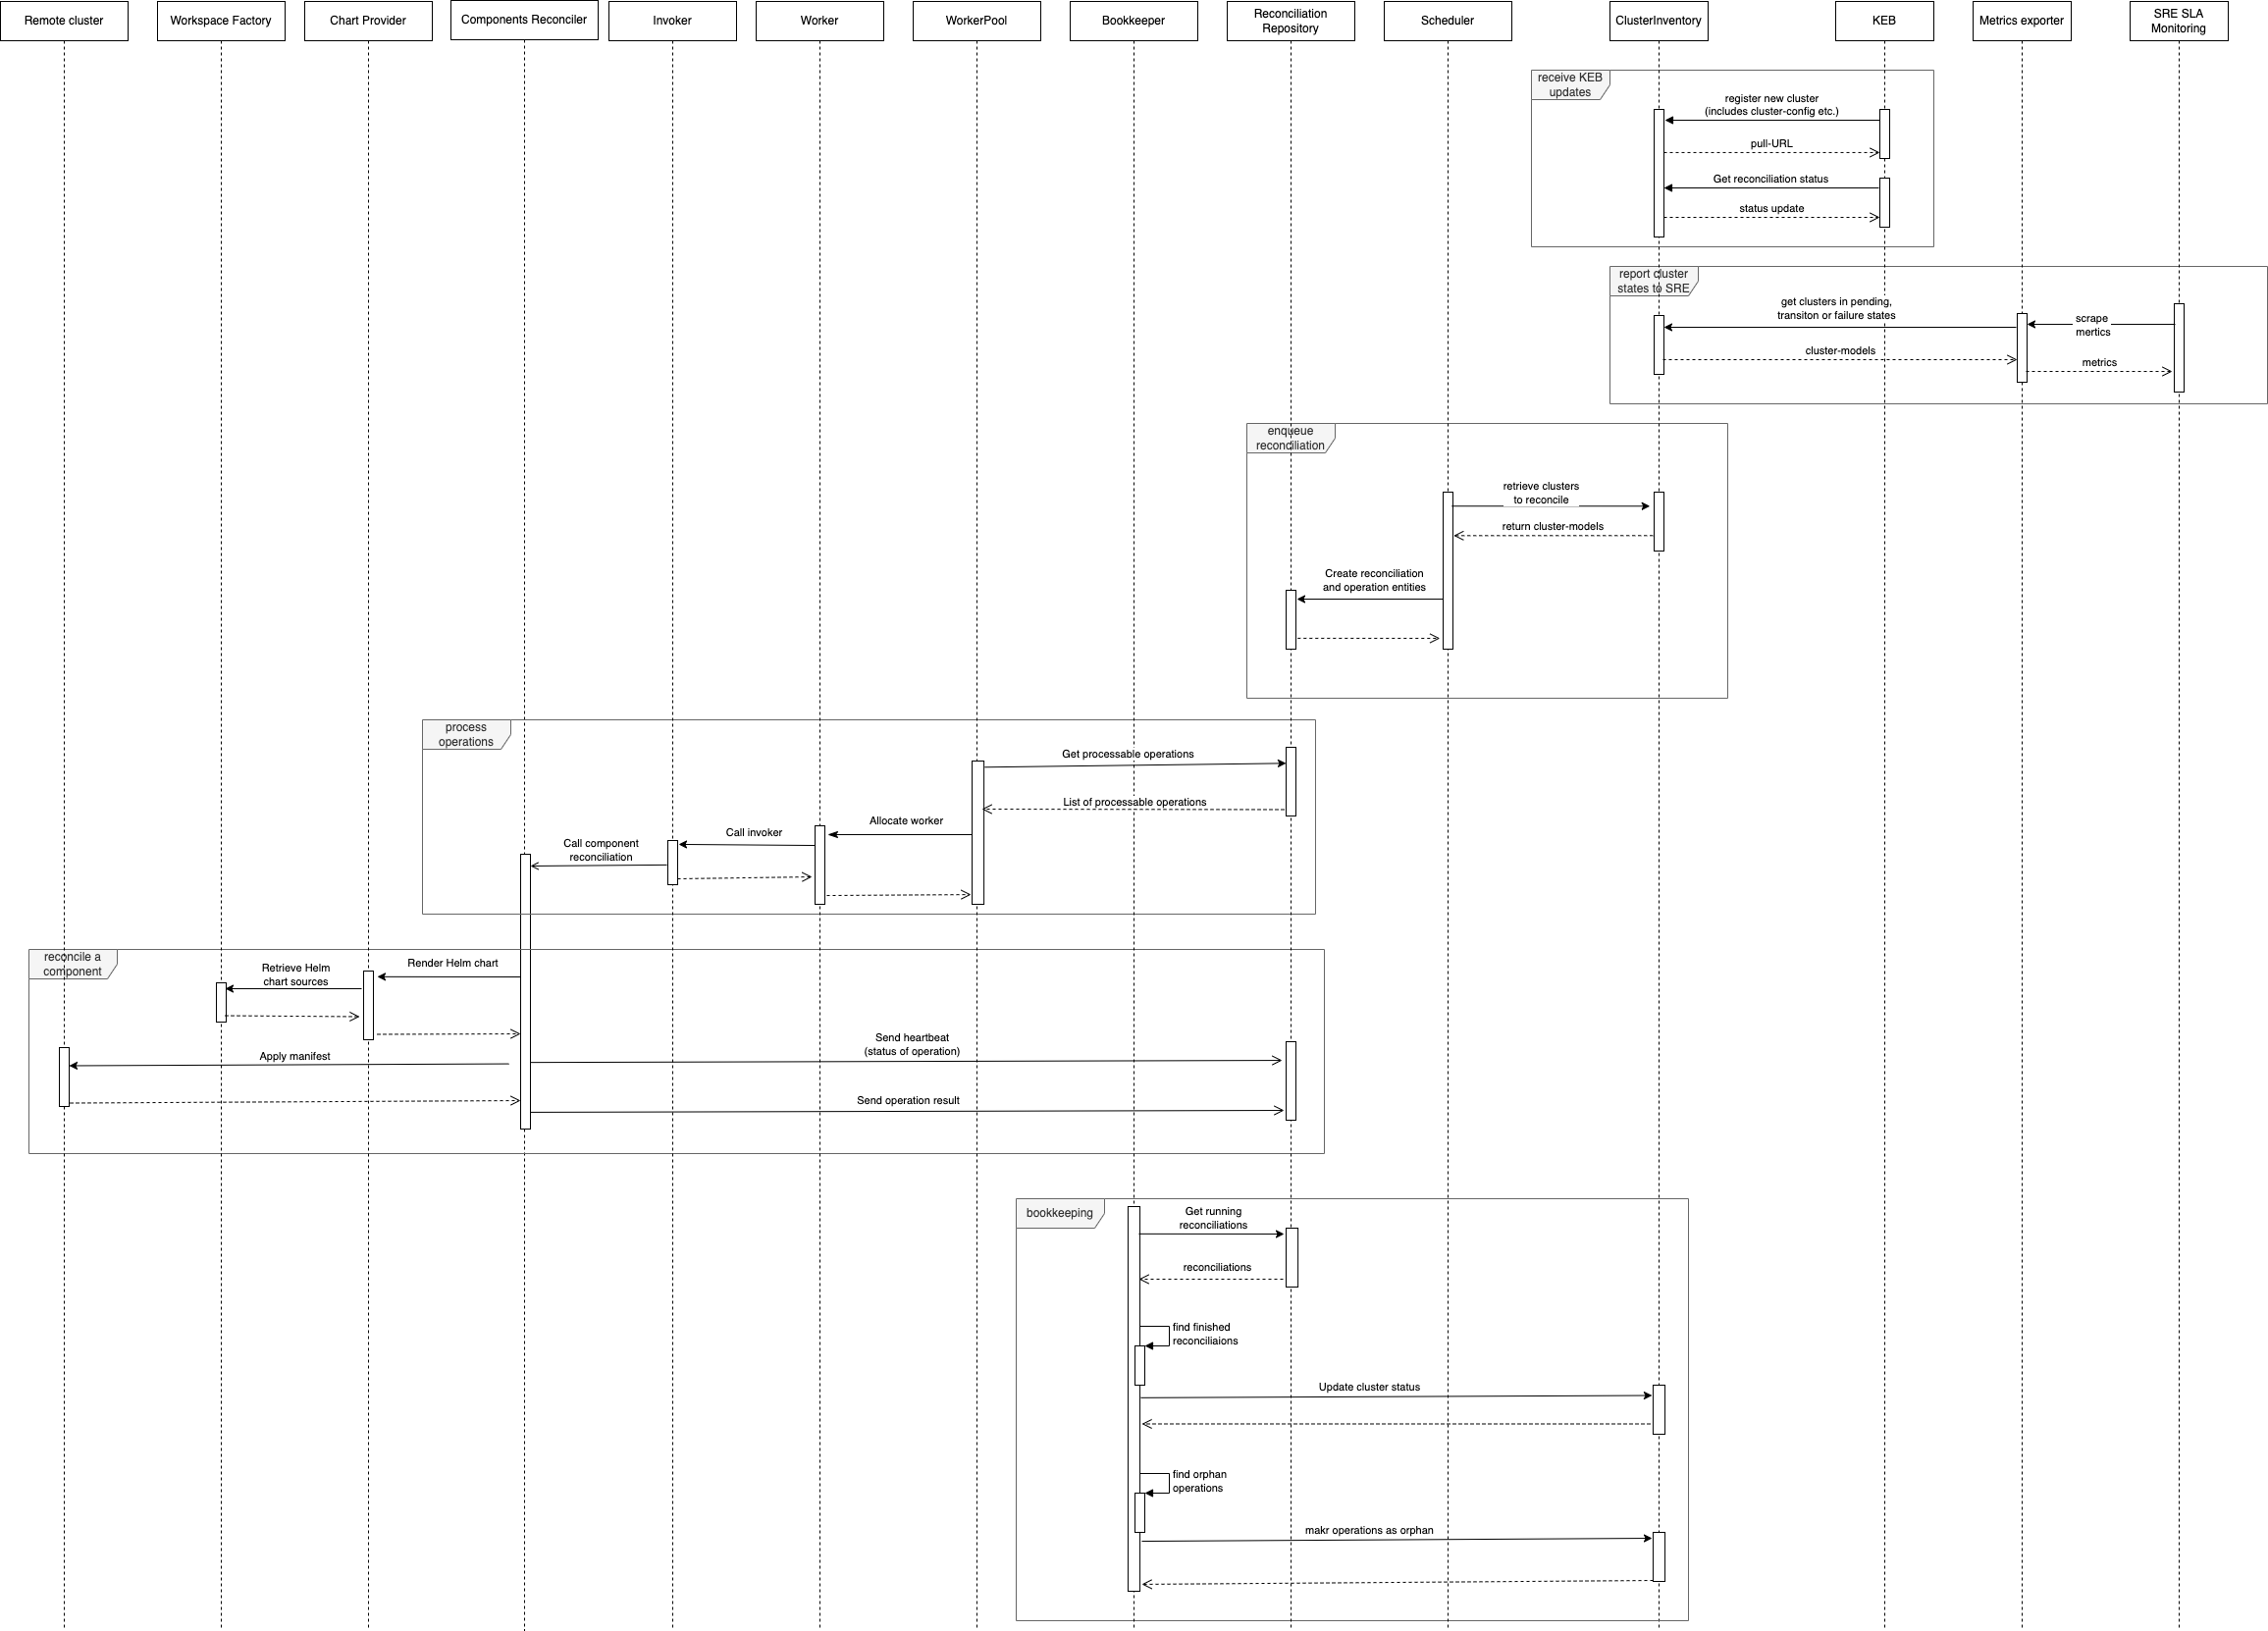 Remote cluster
Workspace Factory
Chart Provider
Components Reconciler
Invoker
Worker
WorkerPool
Bookkeeper
Reconciliation
Repository
Scheduler
ClusterInventory
KEB
Metrics exporter
SRE SLA
Monitoring
receive KEB
updates
register new cluster
(includes cluster-config etc.)
pull-URL
Get reconciliation status
status update
report cluster
states to SRE
get clusters in pending,
transiton or failure states
scrape
mertics
cluster-models
metrics
enqueue
reconciliation
retrieve clusters
to reconcile
return cluster-models
Create reconciliation
and operation entities
process
operations
Get processable operations
List of processable operations
Allocate worker
Call invoker
Call component
reconciliation
reconcile a
component
Render Helm chart
Retrieve Helm
chart sources
Send heartbeat
(status of operation)
Apply manifest
Send operation result
bookkeeping
Get running
reconciliations
reconciliations
find finished
reconciliaions
Update cluster status
find orphan
operations
makr operations as orphan